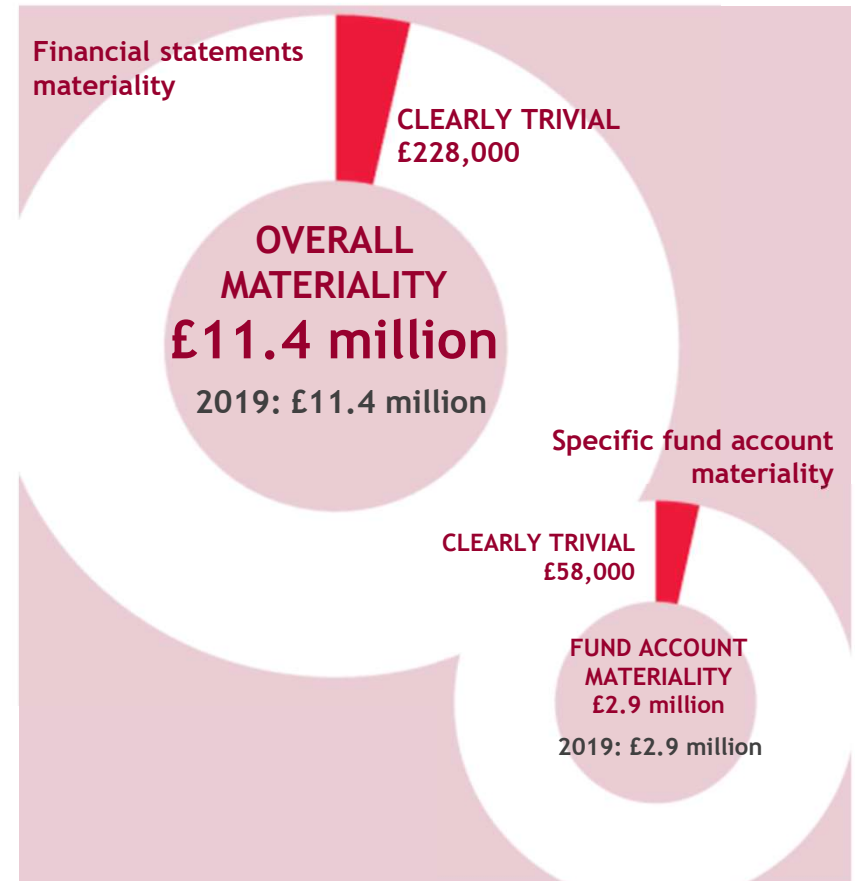 Financial statements
materiality
CLEARLY TRIVIAL
£228,000
OVERALL
MATERIALITY
£11.4 million
2019: £11.4 million
Specific fund account
materiality
CLEARLY TRIVIAL
£58,000
FUND ACCOUNT
MATERIALITY
£2.9 million
2019: £2.9 million